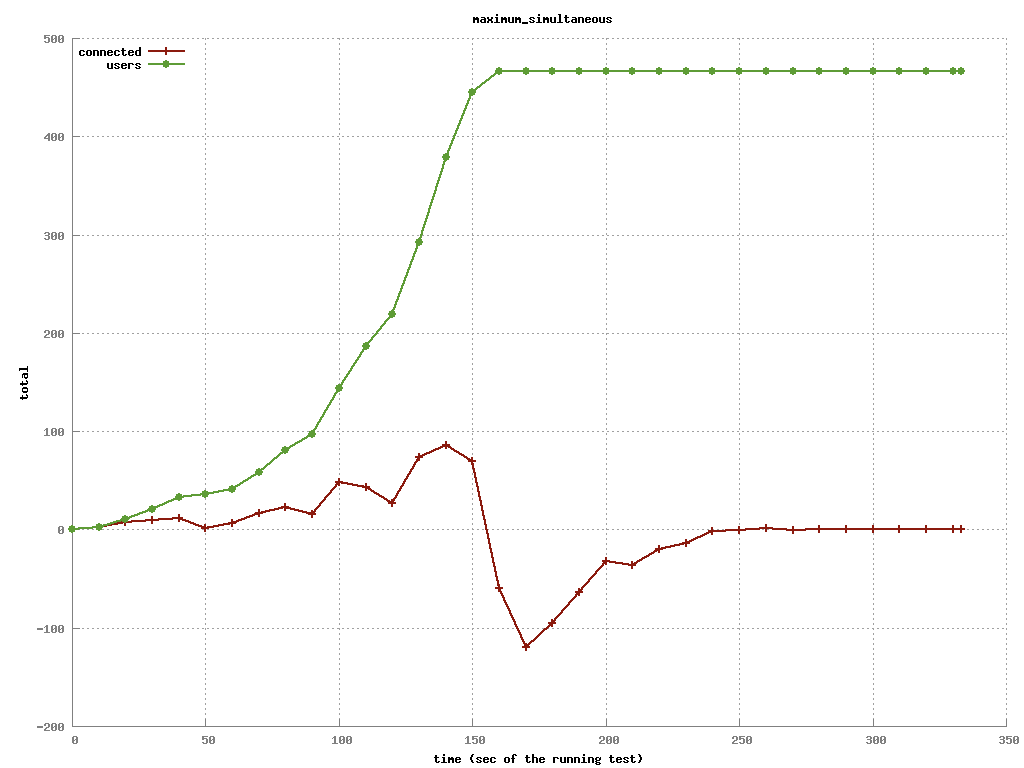 maximum_simultaneous
connected
users
500
400
300
200
100
0
-100
-200
total
0 50 100 150 200 250 300 350
time (sec of the running test)